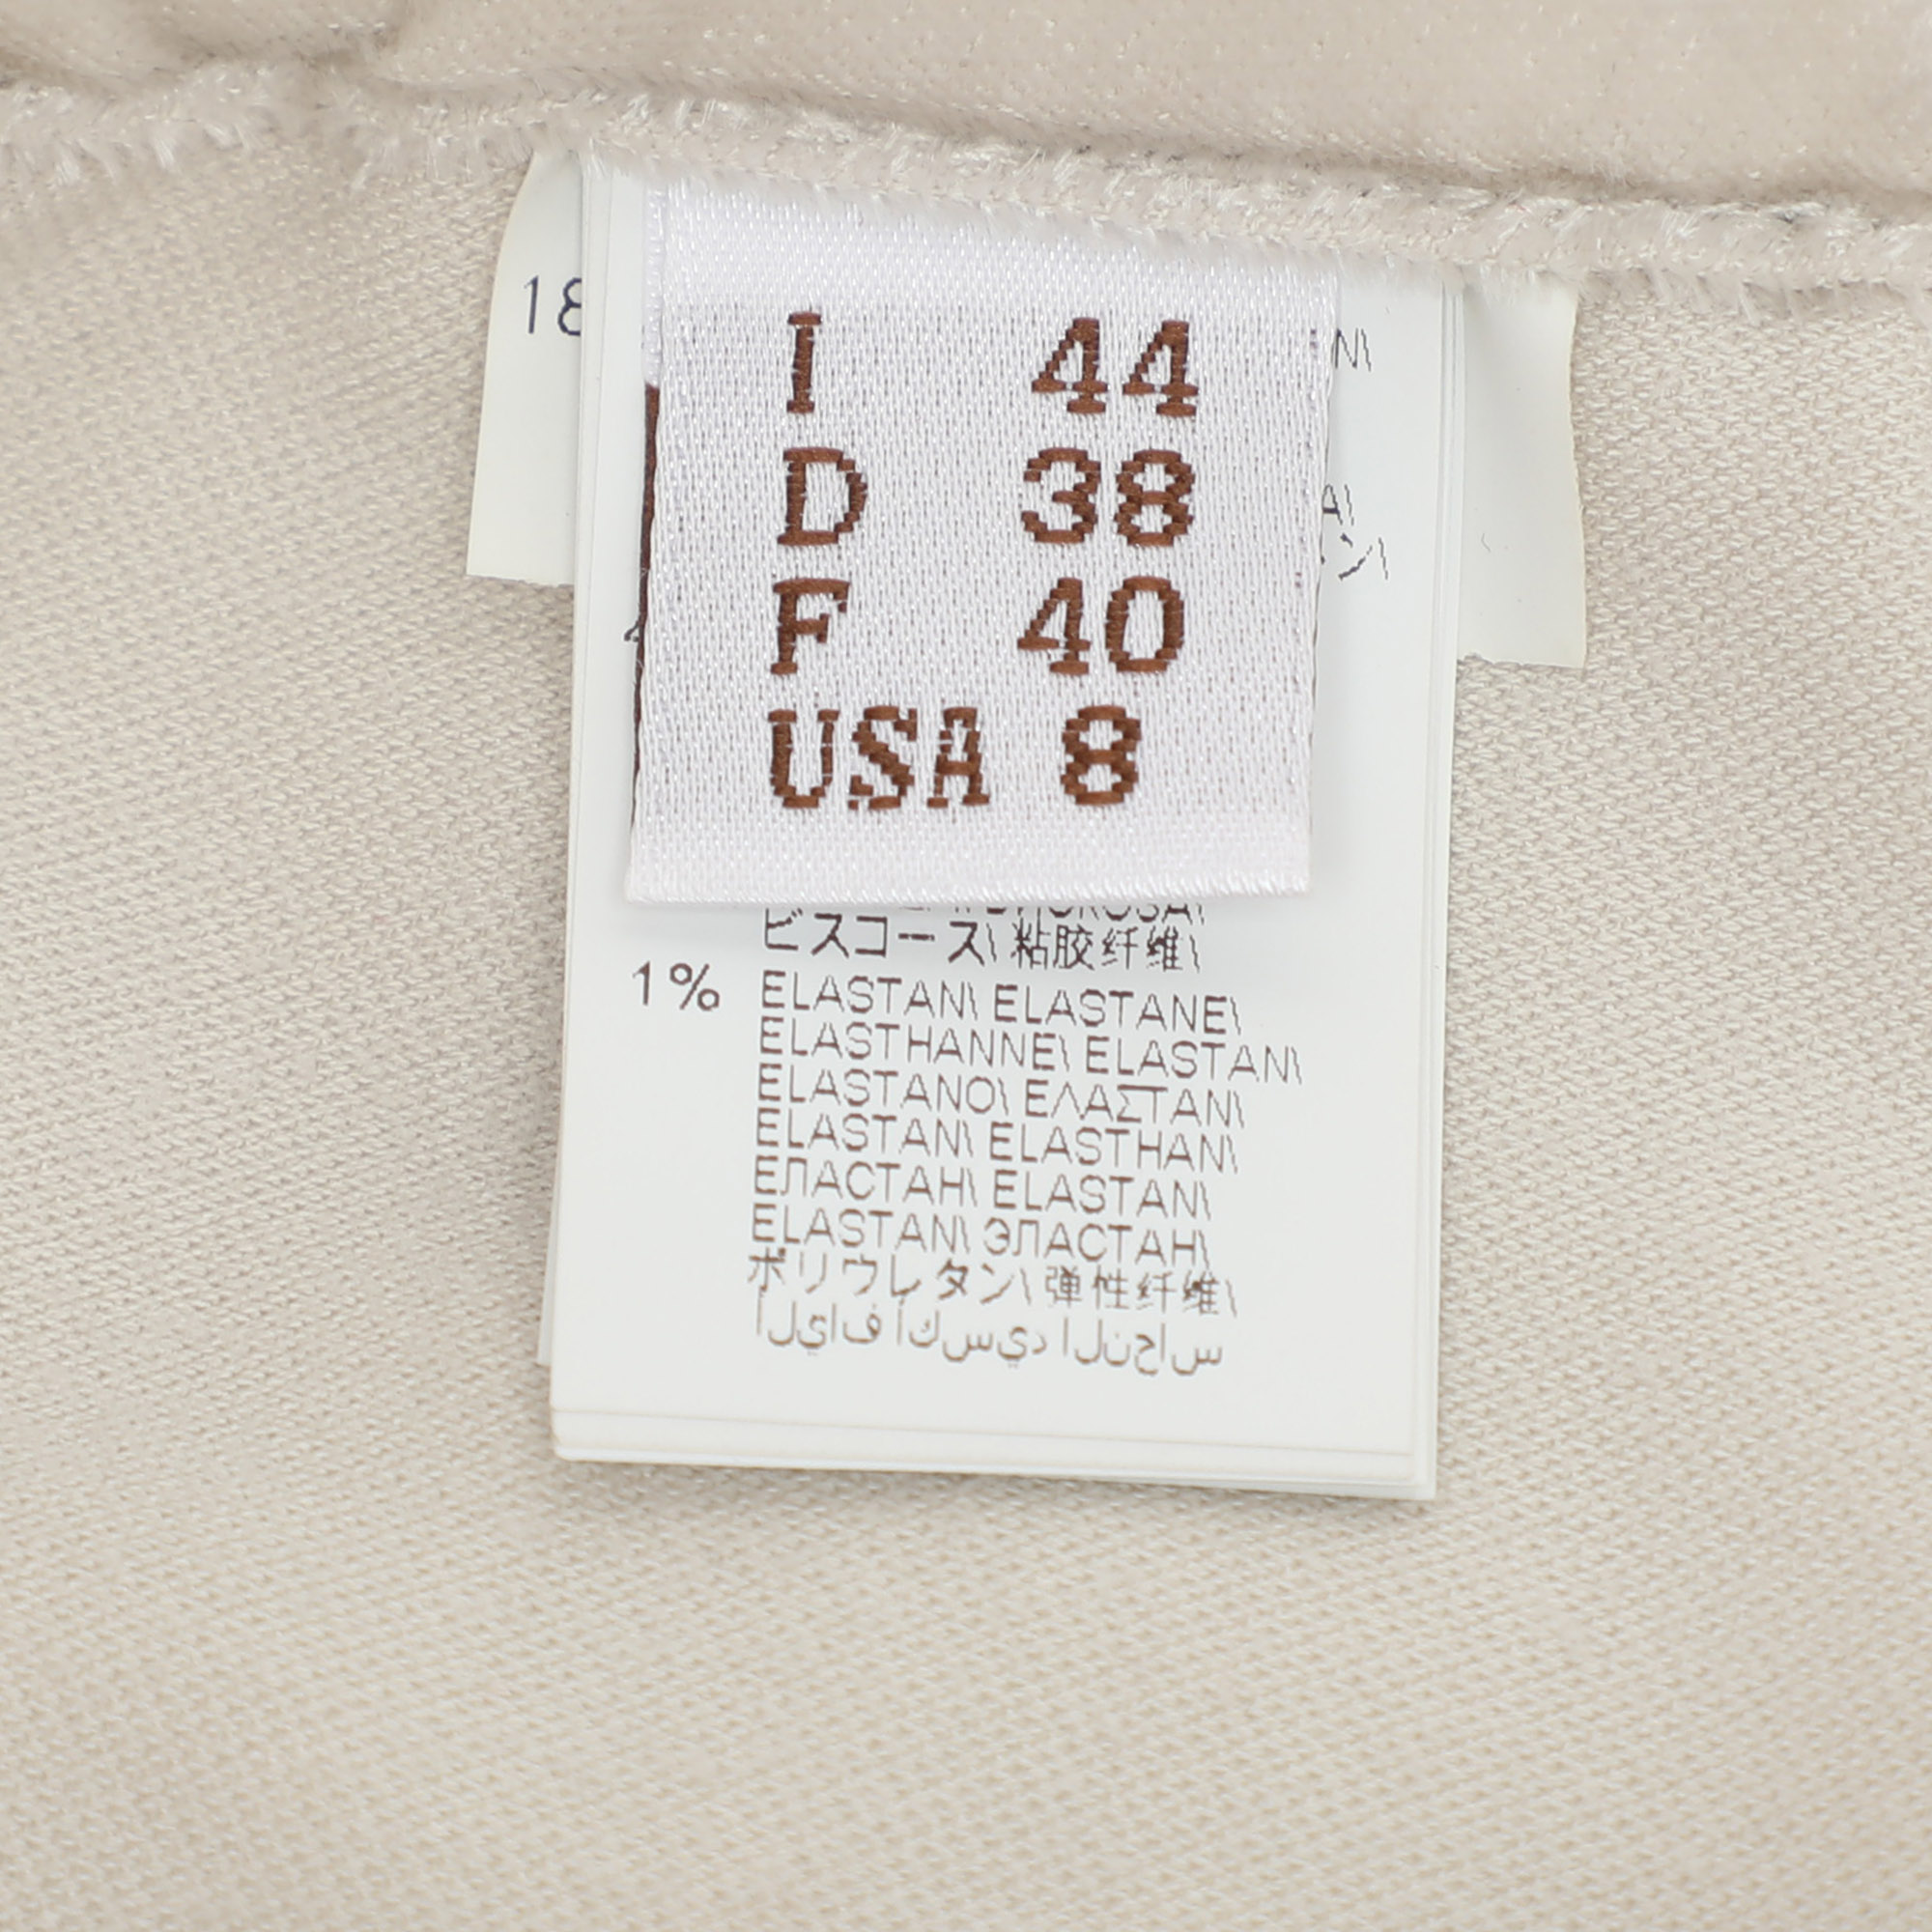 18
I 44
D 38
F 40
USA 8
ビスコース\ 粘胶纤维\
1% ELASTAN\ ELASTANE\
ELASTHANNE\ ELASTAN\
ELASTANO\ ΕΛΑΣΤΑΝ\
ELASTAN\ ELASTHAN\
ЕЛАСТАН\ ELASTAN\
ELASTAN\ ЭЛАСТАН\
ポリウレタン\ 弹性纤维\